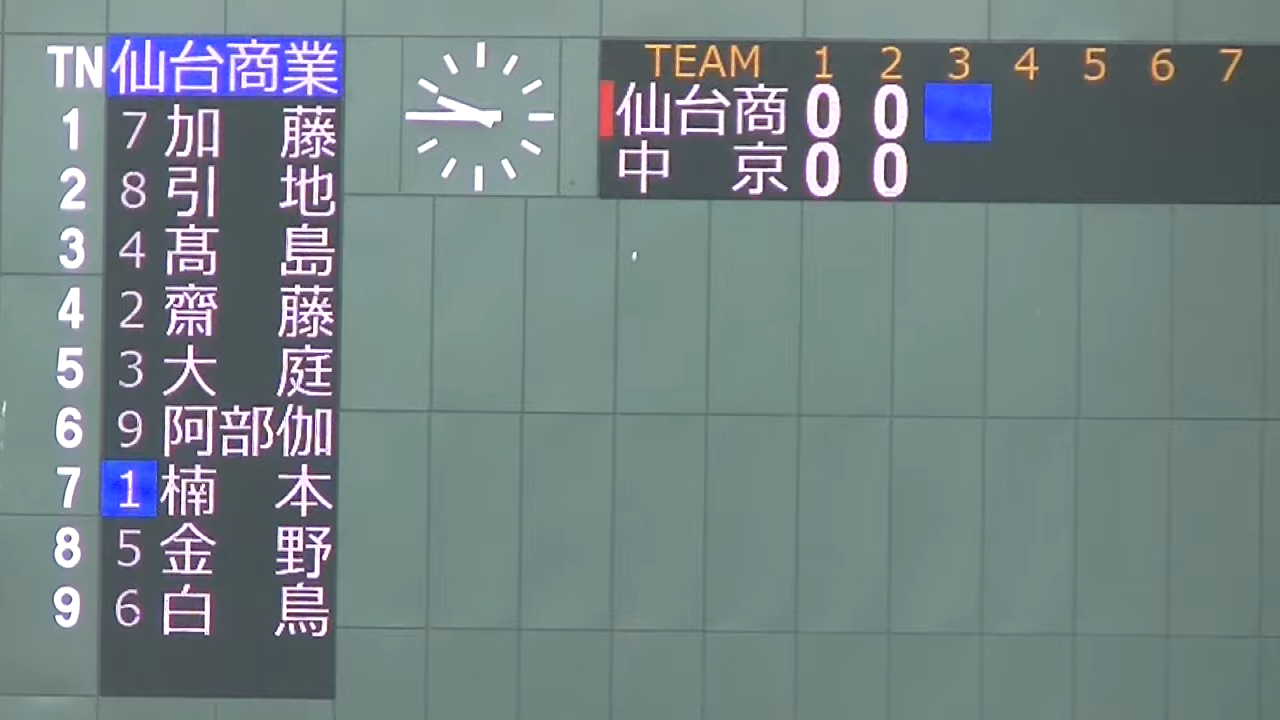 TN 仙台商業
1 7 加藤
2 8 引地
3 4 髙島
4 2 齋藤
5 3 大庭
6 9 阿部伽
7 1 楠本
8 5 金野
9 6 白鳥
TEAM 1 2 3 4 5 6 7
仙台商 0 0
中京 0 0